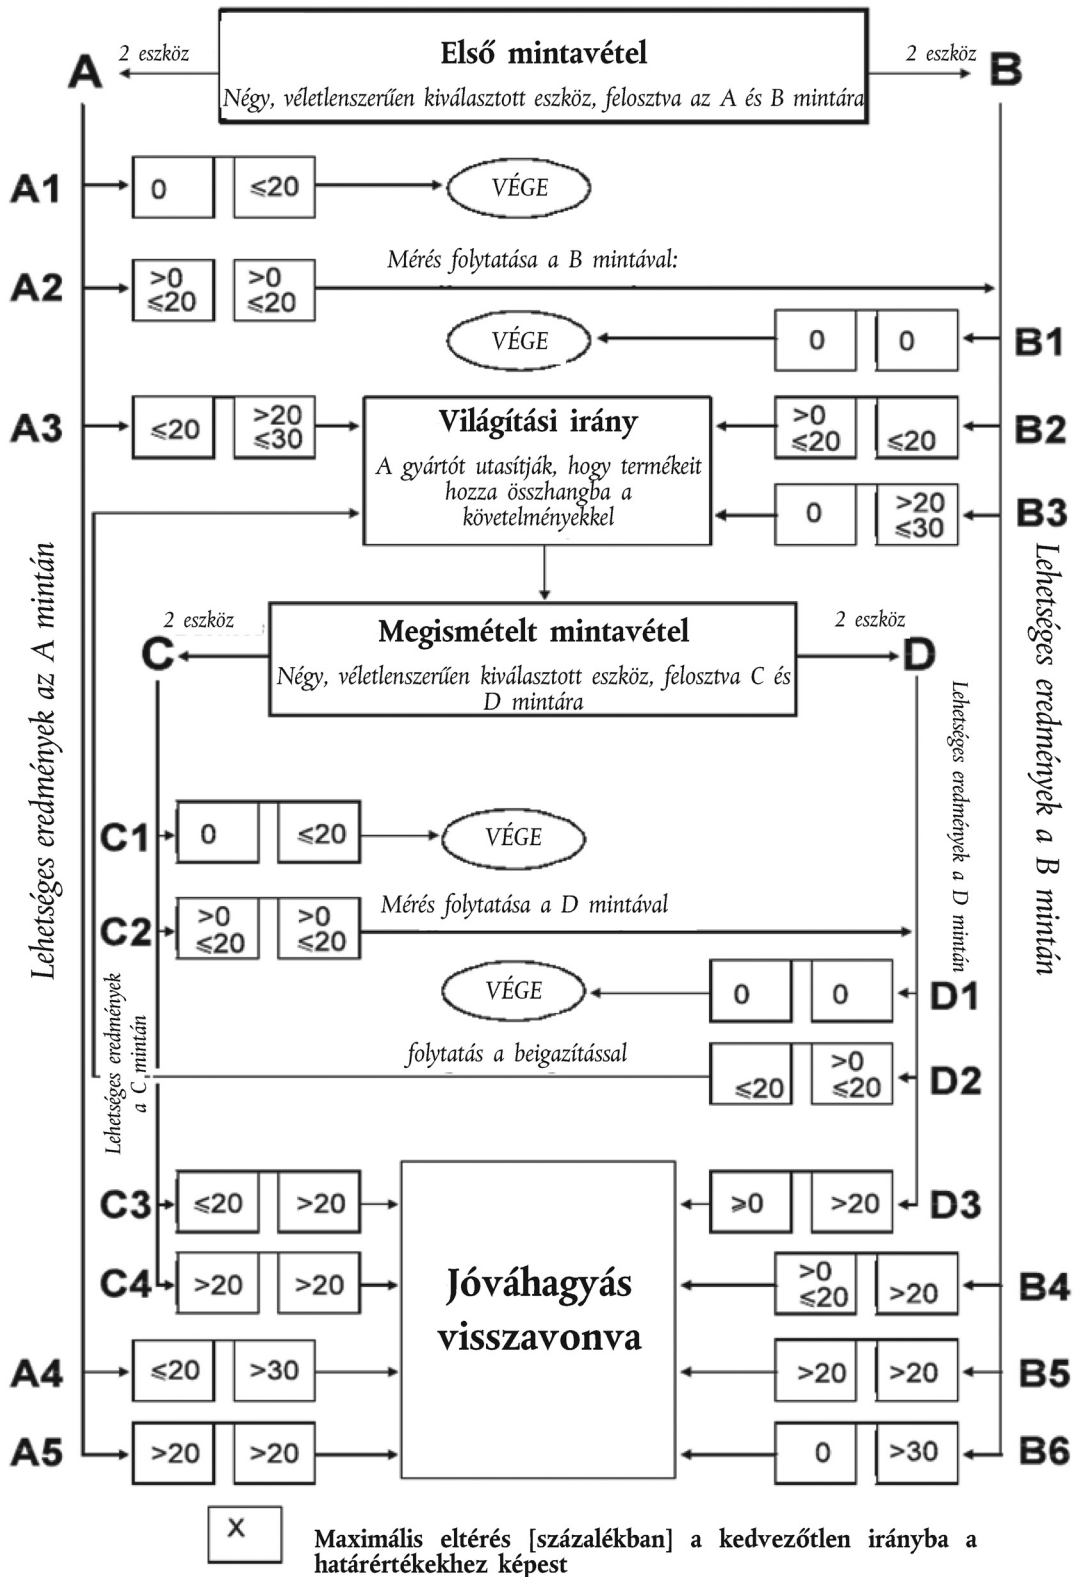 A
2 eszköz
Első mintavétel
Négy, véletlenszerűen kiválasztott eszköz, felosztva az A és B mintára
2 eszköz
B
A1
0
≤20
VÉGE
A2
>0
≤20
>0
≤20
Mérés folytatása a B mintával:
VÉGE
0
0
B1
A3
≤20
>20
≤30
Világítási irány
A gyártót utasítják, hogy termékeit
hozza összhangba a
követelményekkel
>0
≤20
≤20
B2
0
>20
≤30
B3
Lehetséges eredmények az A mintán
Lehetséges eredmények a B mintán
C
2 eszköz
Megismételt mintavétel
Négy, véletlenszerűen kiválasztott eszköz, felosztva C és
D mintára
2 eszköz
D
Lehetséges eredmények a D mintán
C1
0
≤20
VÉGE
C2
>0
≤20
>0
≤20
Mérés folytatása a D mintával
VÉGE
0
0
D1
Lehetséges eredmények
a C mintán
folytatás a beigazítással
≤20
>0
≤20
D2
C3
≤20
>20
Jóváhagyás
visszavonva
≥0
>20
D3
C4
>20
>20
>0
≤20
>20
B4
A4
≤20
>30
>20
>20
B5
A5
>20
>20
0
>30
B6
X
Maximális eltérés [százalékban] a kedvezőtlen irányba a
határértékekhez képest